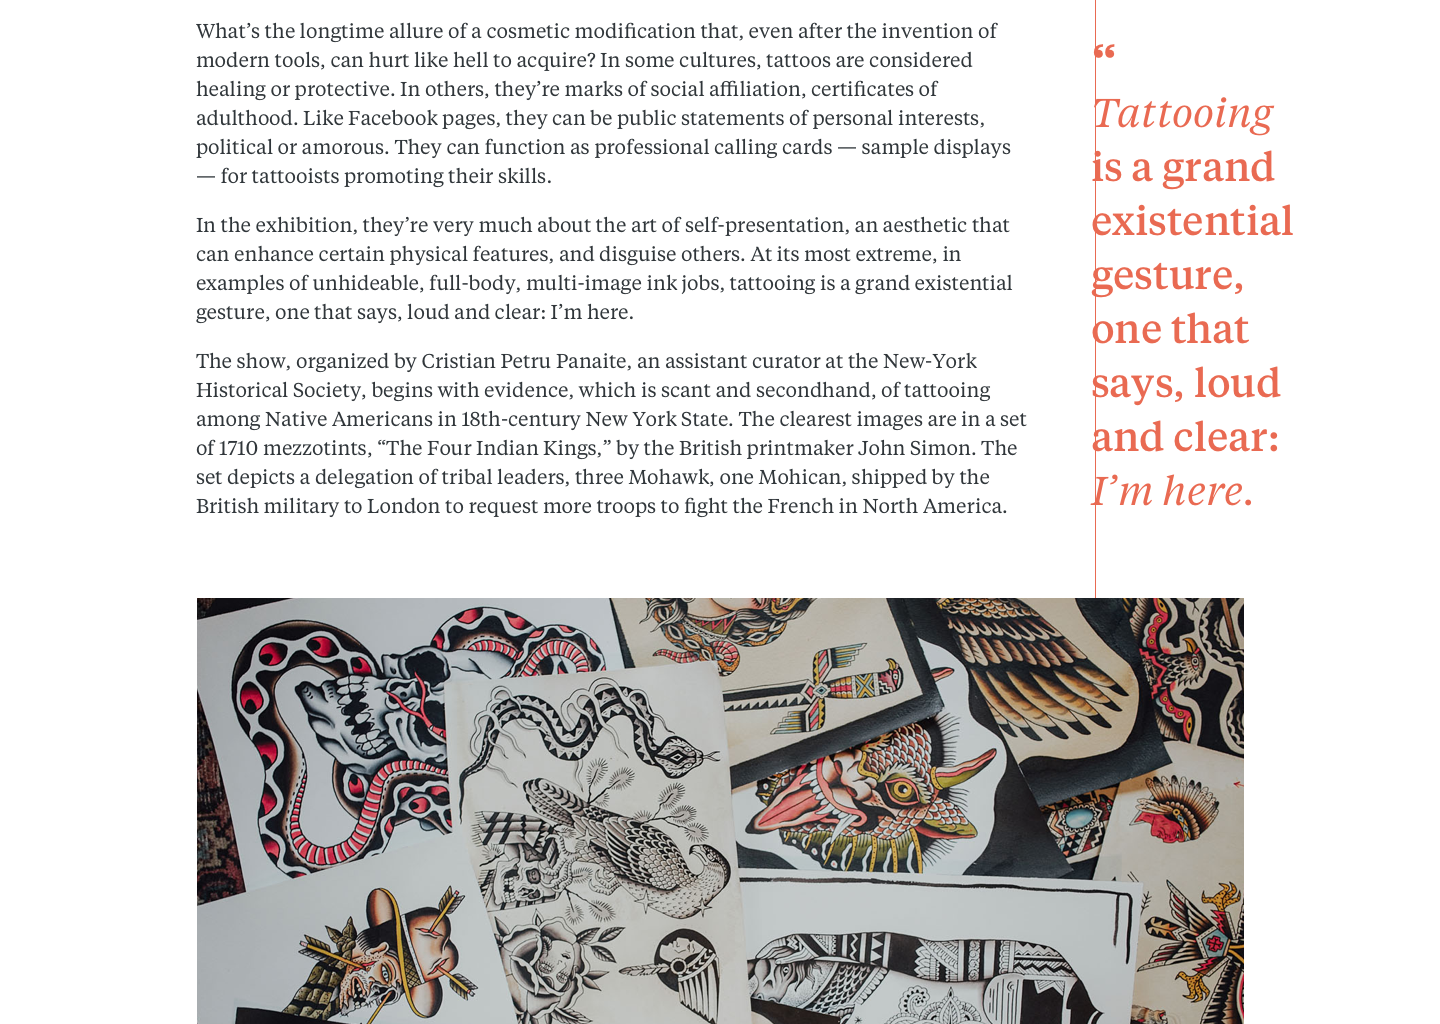 What’s the longtime allure of a cosmetic modification that, even after the invention of
modern tools, can hurt like hell to acquire? In some cultures, tattoos are considered
healing or protective. In others, they’re marks of social affiliation, certificates of
adulthood. Like Facebook pages, they can be public statements of personal interests,
political or amorous. They can function as professional calling cards — sample displays
— for tattooists promoting their skills.
In the exhibition, they’re very much about the art of self-presentation, an aesthetic that
can enhance certain physical features, and disguise others. At its most extreme, in
examples of unhideable, full-body, multi-image ink jobs, tattooing is a grand existential
gesture, one that says, loud and clear: I’m here.
The show, organized by Cristian Petru Panaite, an assistant curator at the New-York
Historical Society, begins with evidence, which is scant and secondhand, of tattooing
among Native Americans in 18th-century New York State. The clearest images are in a set
of 1710 mezzotints, “The Four Indian Kings,” by the British printmaker John Simon. The
set depicts a delegation of tribal leaders, three Mohawk, one Mohican, shipped by the
British military to London to request more troops to fight the French in North America.
“
Tattooing
is a grand
existential
gesture,
one that
says, loud
and clear:
I’m here.